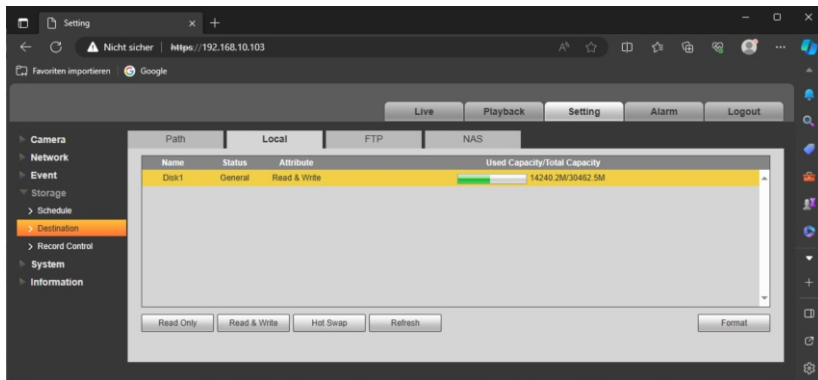 Setting
Nicht sicher https://192.168.10.103
Favoriten importieren Google
Live Playback Setting Alarm Logout
Camera
Network
Event
Storage
Schedule
Destination
Record Control
System
Information
Path Local FTP NAS
Name Status Attribute Used Capacity/Total Capacity
Disk1 General Read & Write 14240.2M/30462.5M
Read Only Read & Write Hot Swap Refresh Format